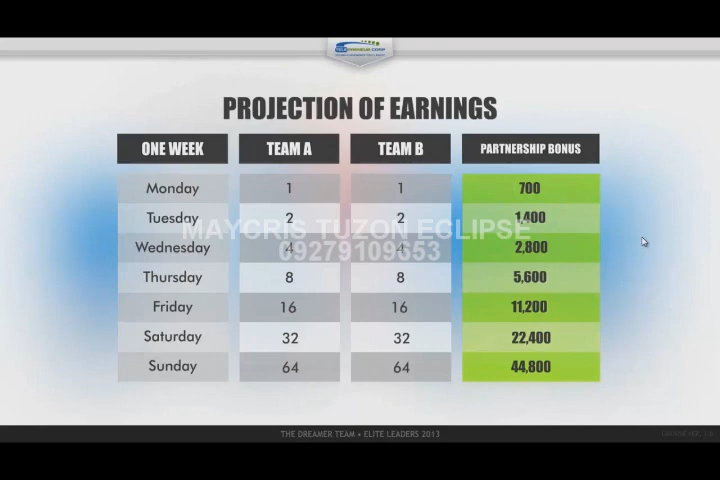 PROJECTION OF EARNINGS
ONE WEEK TEAM A TEAM B PARTNERSHIP BONUS
Monday 1 1 700
Tuesday 2 2 1,400
MAYCRIS TUZON ECLIPSE
Wednesday 4 4 2,800
09279109653
Thursday 8 8 5,600
Friday 16 16 11,200
Saturday 32 32 22,400
Sunday 64 64 44,800
THE DREAMER TEAM • ELITE LEADERS 2013